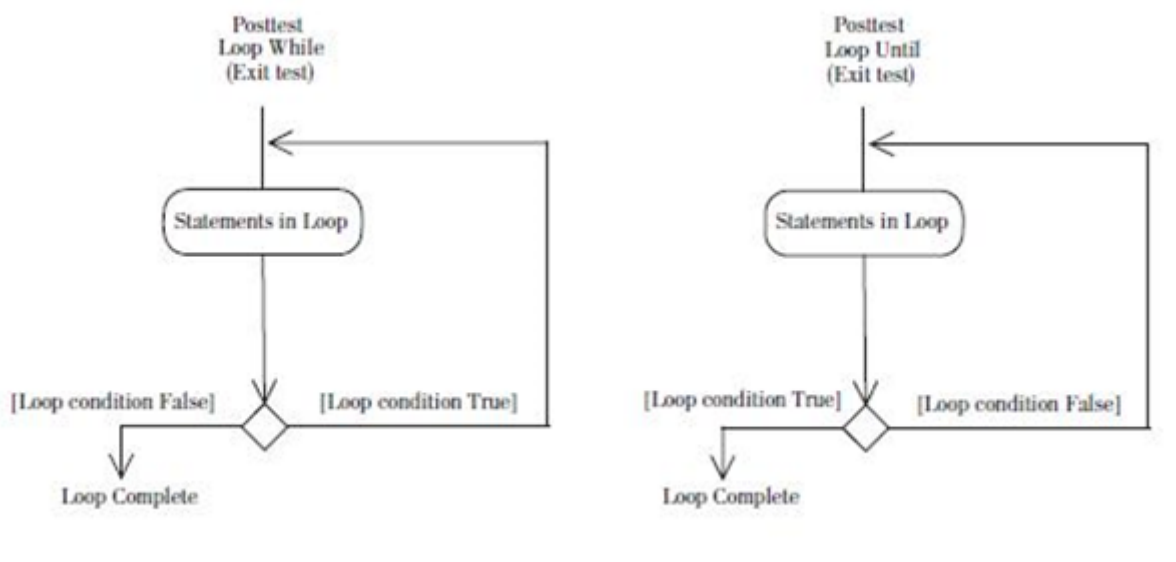 Posttest
Loop While
(Exit test)
Statements in Loop
[Loop condition False]
[Loop condition True]
Loop Complete
Posttest
Loop Until
(Exit test)
Statements in Loop
[Loop condition True]
[Loop condition False]
Loop Complete